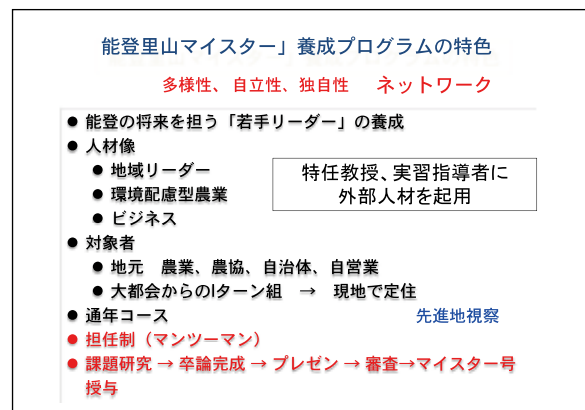 能登里山マイスター」養成プログラムの特色
多様性、自立性、独自性　ネットワーク
● 能登の将来を担う「若手リーダー」の養成
● 人材像
● 地域リーダー
● 環境配慮型農業
● ビジネス
特任教授、実習指導者に
外部人材を起用
● 対象者
● 地元　農業、農協、自治体、自営業
● 大都会からのIターン組　→　現地で定住
● 通年コース
先進地視察
● 担任制（マンツーマン）
● 課題研究 → 卒論完成 → プレゼン → 審査→マイスター号
授与